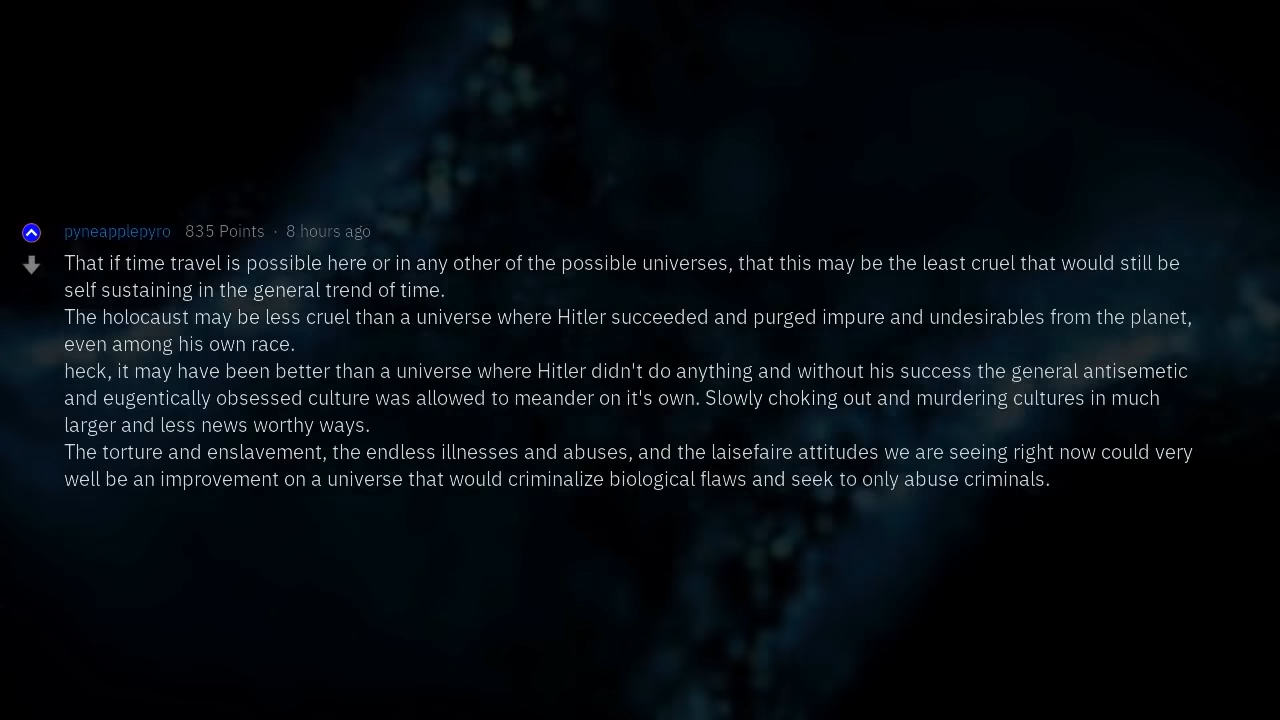 pyneapplepyro 835 Points · 8 hours ago
That if time travel is possible here or in any other of the possible universes, that this may be the least cruel that would still be
self sustaining in the general trend of time.
The holocaust may be less cruel than a universe where Hitler succeeded and purged impure and undesirables from the planet,
even among his own race.
heck, it may have been better than a universe where Hitler didn't do anything and without his success the general antisemetic
and eugentically obsessed culture was allowed to meander on it's own. Slowly choking out and murdering cultures in much
larger and less news worthy ways.
The torture and enslavement, the endless illnesses and abuses, and the laisefaire attitudes we are seeing right now could very
well be an improvement on a universe that would criminalize biological flaws and seek to only abuse criminals.